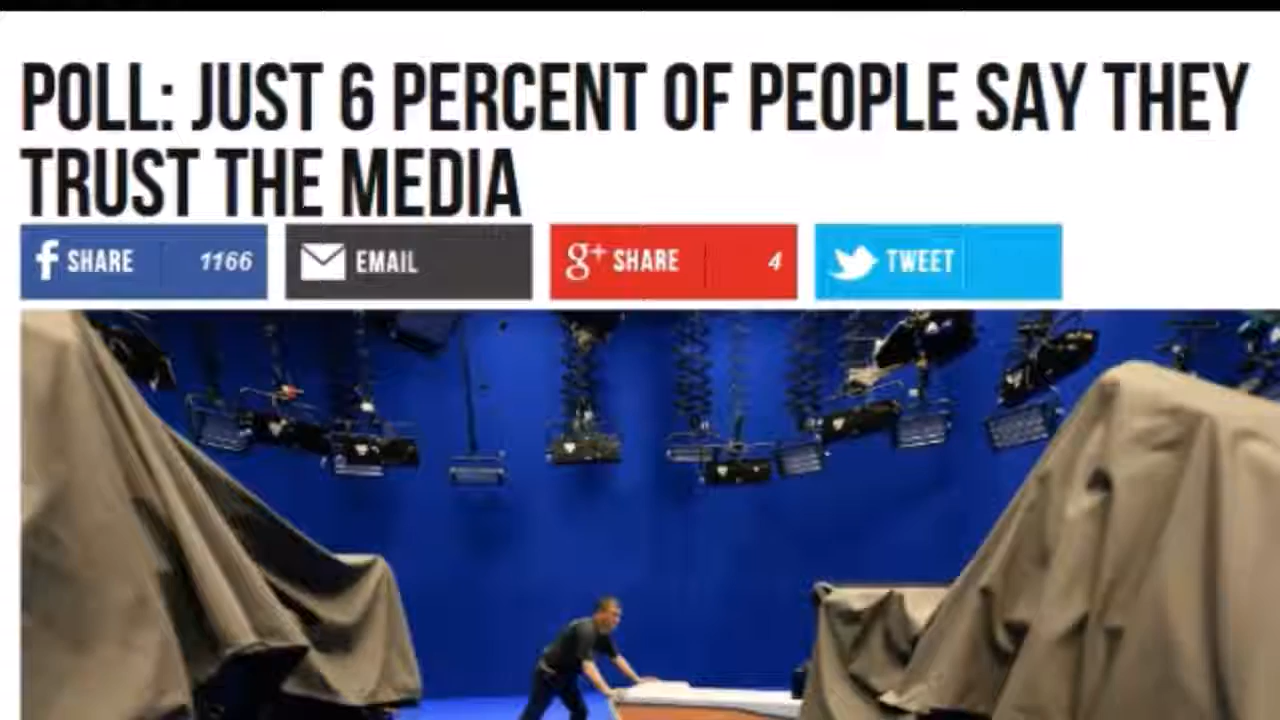 POLL: JUST 6 PERCENT OF PEOPLE SAY THEY
TRUST THE MEDIA
f SHARE 1166 EMAIL g+ SHARE 4 TWEET